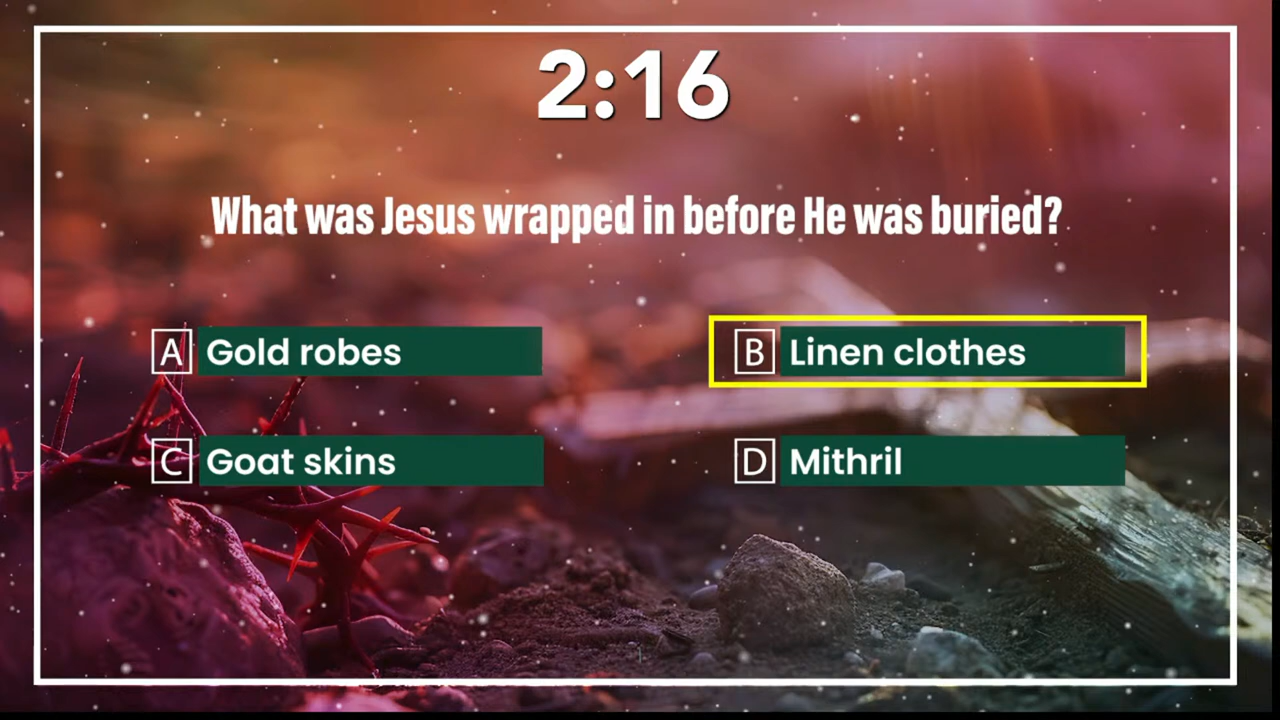 2:16
What was Jesus wrapped in before He was buried?
A Gold robes
B Linen clothes
C Goat skins
D Mithril